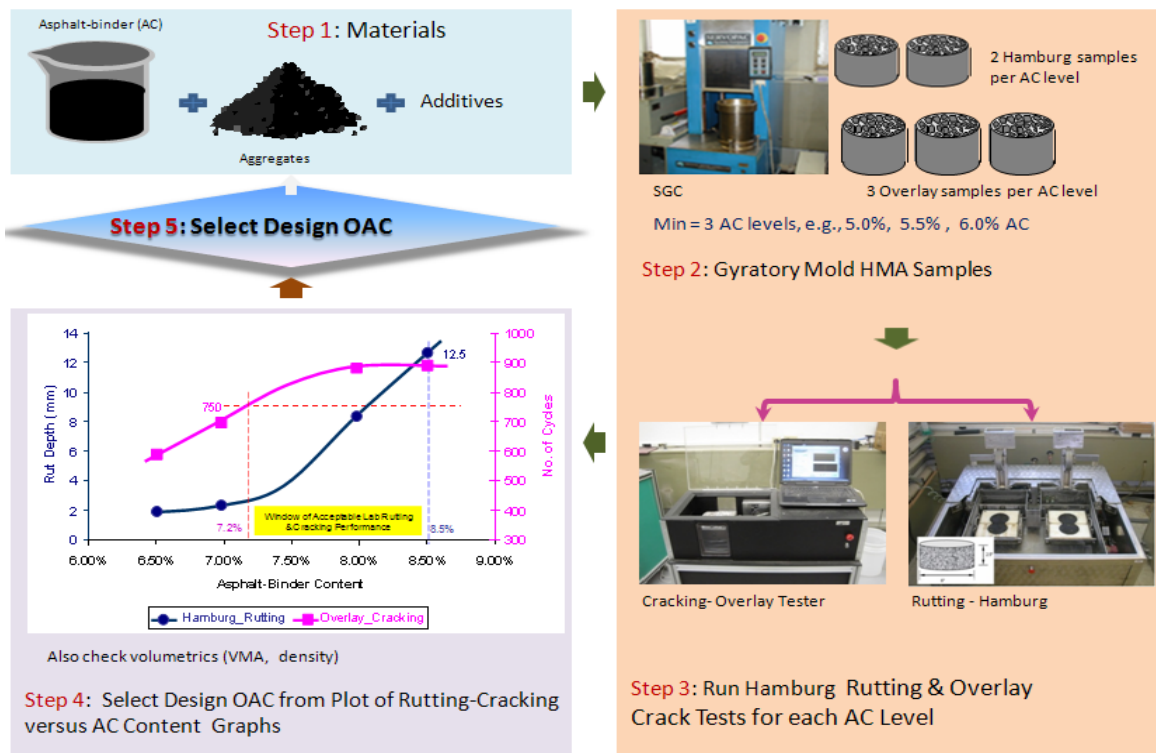 Asphalt-binder (AC)
Step 1: Materials
Additives
Aggregates
2 Hamburg samples
per AC level
SGC
3 Overlay samples per AC level
Min = 3 AC levels, e.g., 5.0%, 5.5% , 6.0% AC
Step 2: Gyratory Mold HMA Samples
Cracking- Overlay Tester
Rutting - Hamburg
Step 3: Run Hamburg Rutting & Overlay
Crack Tests for each AC Level
Step 5: Select Design OAC
14
12
10
8
6
4
2
0
Rut Depth (mm)
1000
900
800
700
600
500
400
300
No. of Cycles
12.5
750
7.2%
Window of Acceptable Lab Rutting
& Cracking Performance
8.5%
6.00% 6.50% 7.00% 7.50% 8.00% 8.50% 9.00%
Asphalt-Binder Content
Hamburg_Rutting Overlay_Cracking
Also check volumetrics (VMA, density)
Step 4: Select Design OAC from Plot of Rutting-Cracking
versus AC Content Graphs